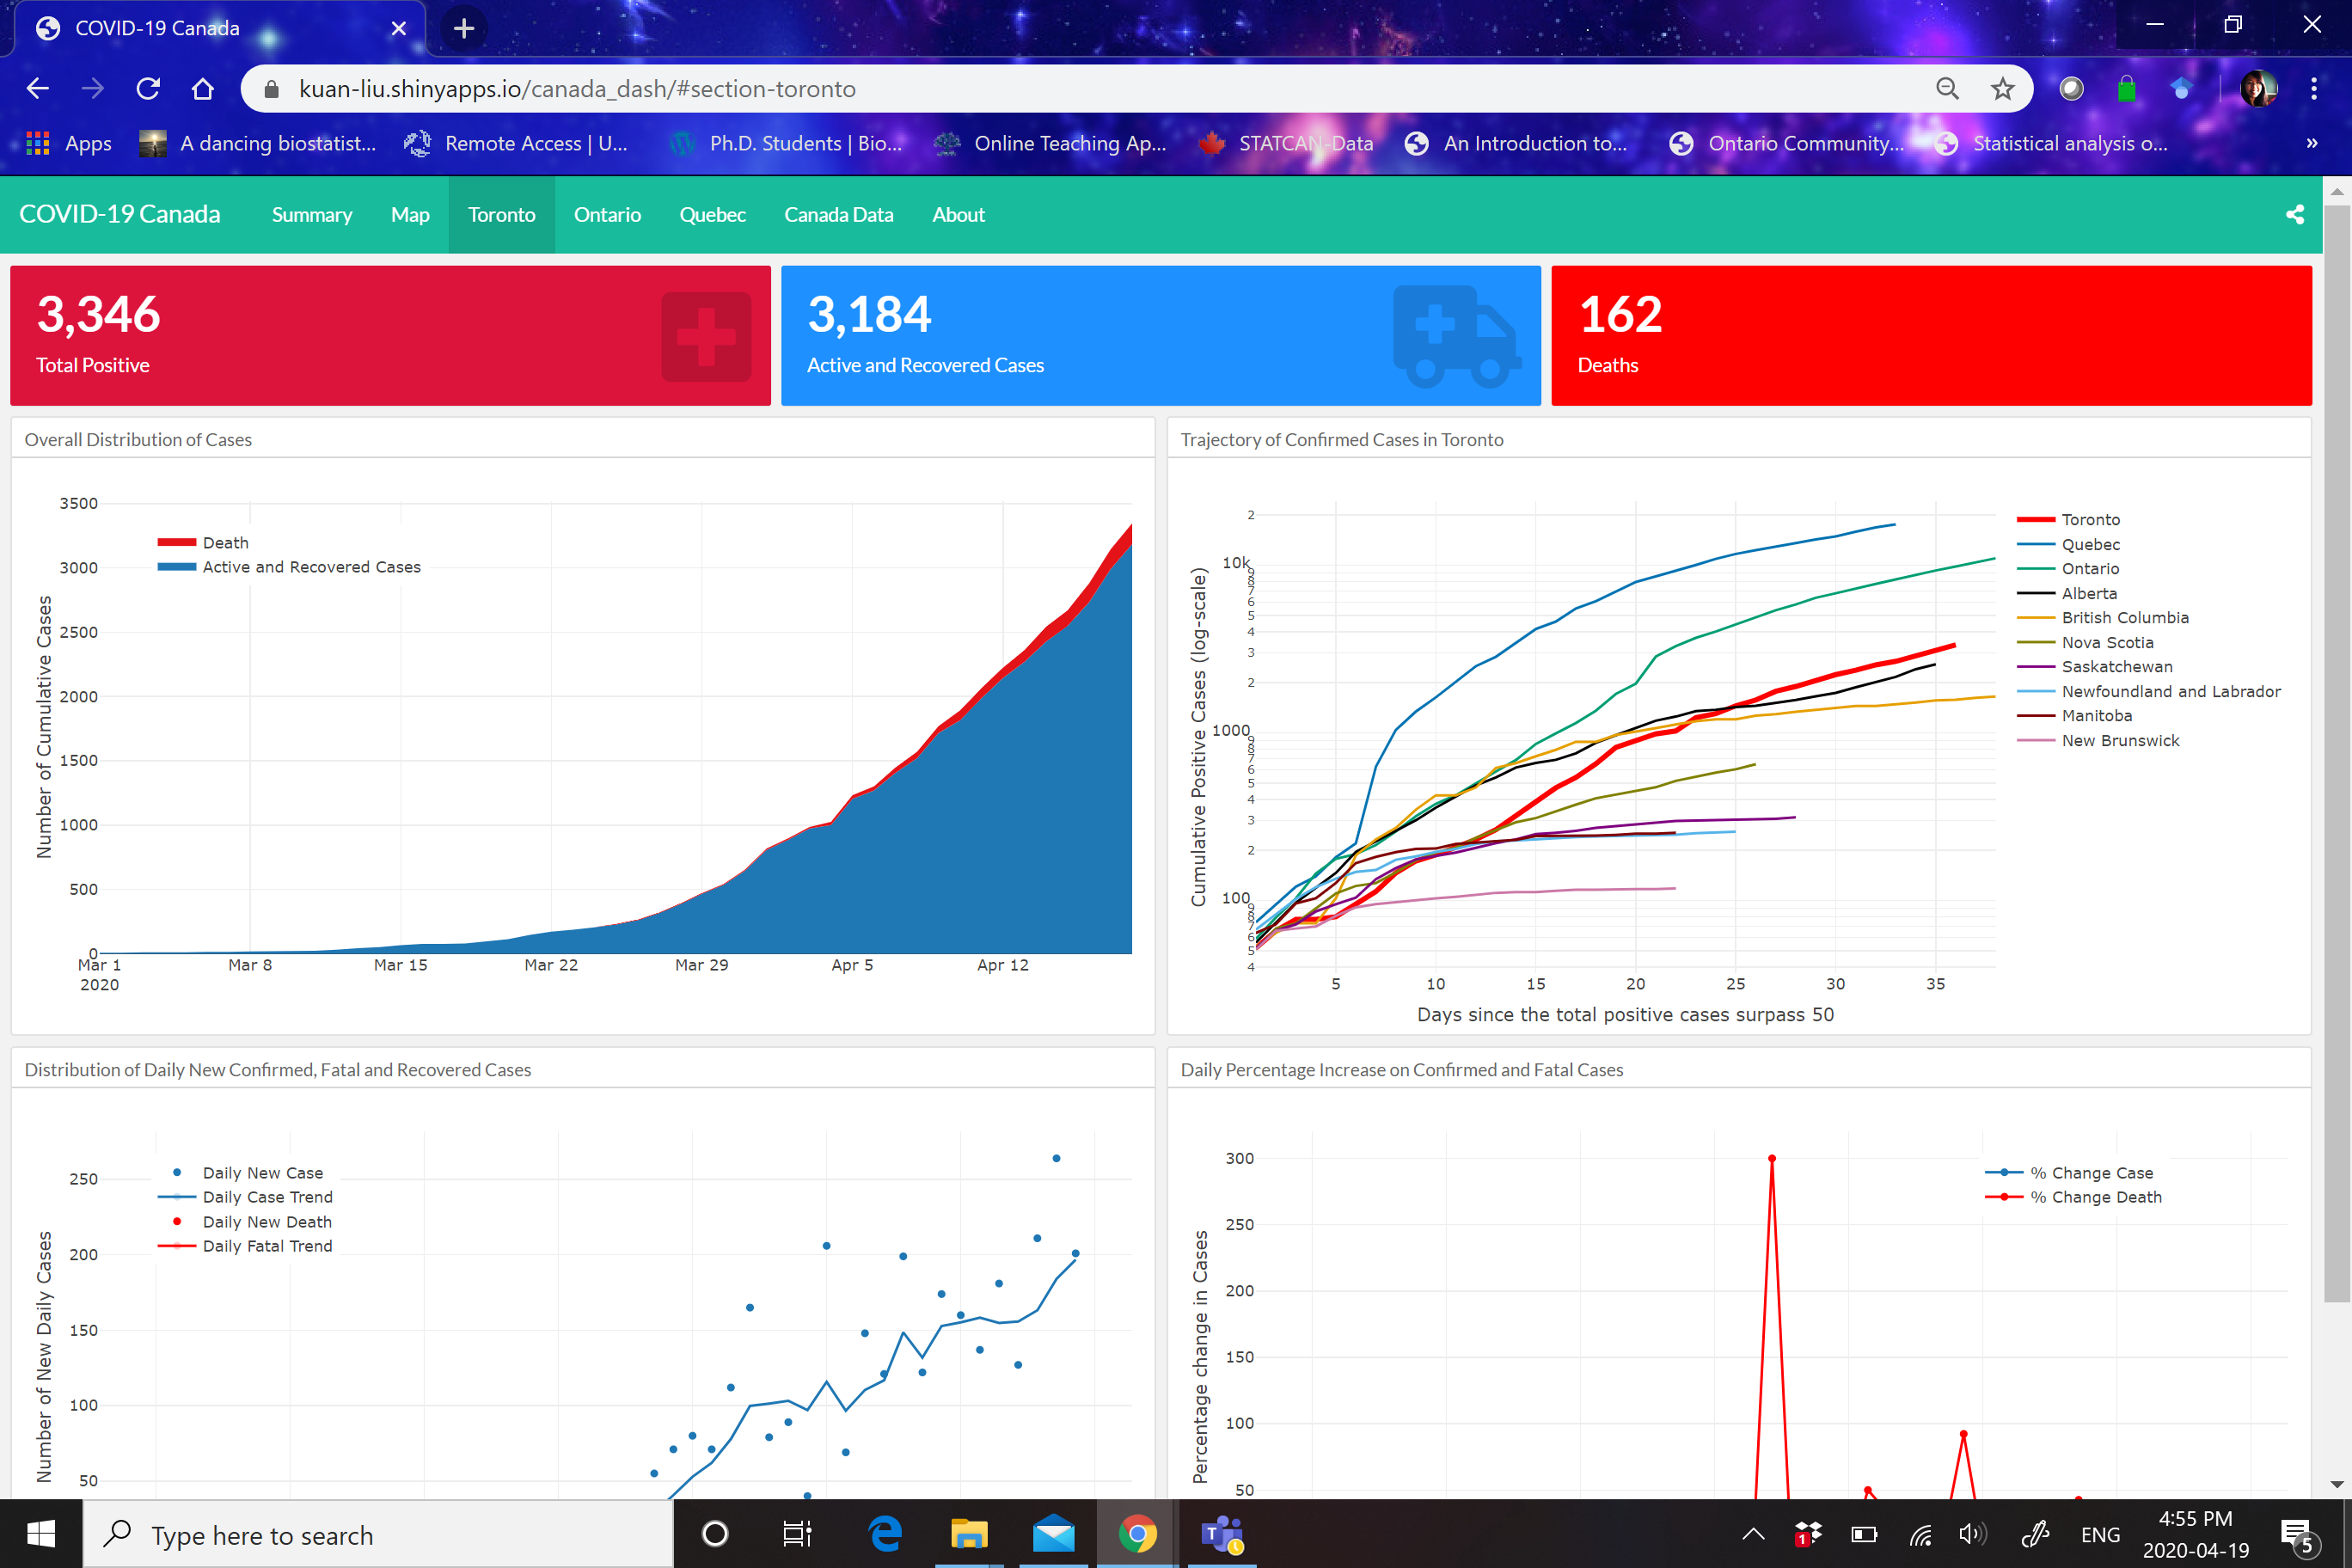 COVID-19 Canada
kuan-liu.shinyapps.io/canada_dash/#section-toronto
Apps
A dancing biostatist...
Remote Access | U...
Ph.D. Students | Bio...
Online Teaching Ap...
STATCAN-Data
An Introduction to...
Ontario Community...
Statistical analysis o...
»
COVID-19 Canada
Summary
Map
Toronto
Ontario
Quebec
Canada Data
About
3,346
Total Positive
3,184
Active and Recovered Cases
162
Deaths
Overall Distribution of Cases
Number of Cumulative Cases
3500
3000
2500
2000
1500
1000
500
0
Death
Active and Recovered Cases
Mar 1
2020
Mar 8
Mar 15
Mar 22
Mar 29
Apr 5
Apr 12
Trajectory of Confirmed Cases in Toronto
Cumulative Positive Cases (log-scale)
2
10k
9
8
7
6
5
4
3
2
1000
9
8
7
6
5
4
3
2
100
9
8
7
6
5
4
5
10
15
20
25
30
35
Days since the total positive cases surpass 50
Toronto
Quebec
Ontario
Alberta
British Columbia
Nova Scotia
Saskatchewan
Newfoundland and Labrador
Manitoba
New Brunswick
Distribution of Daily New Confirmed, Fatal and Recovered Cases
Number of New Daily Cases
250
200
150
100
50
Daily New Case
Daily Case Trend
Daily New Death
Daily Fatal Trend
Daily Percentage Increase on Confirmed and Fatal Cases
Percentage change in Cases
300
250
200
150
100
50
% Change Case
% Change Death
Type here to search
T
1
ENG
4:55 PM
2020-04-19
5